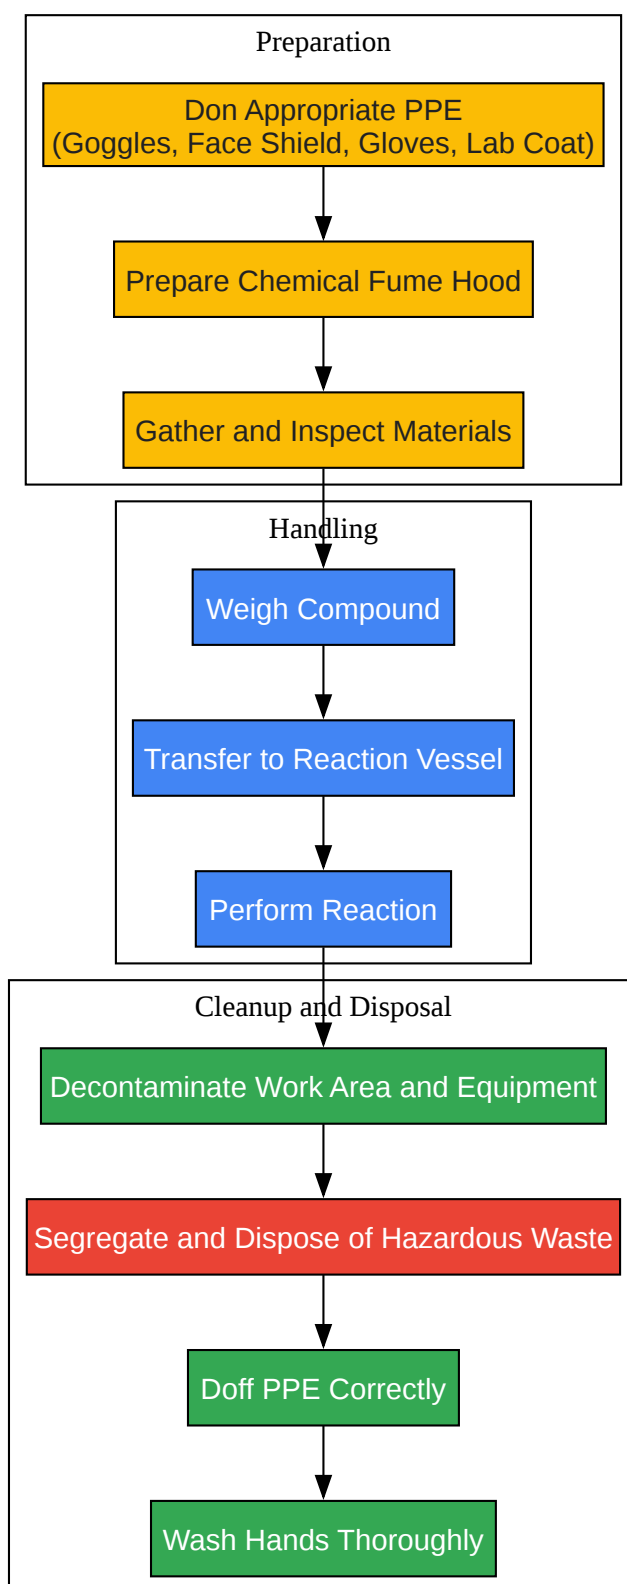 Preparation
Don Appropriate PPE
(Goggles, Face Shield, Gloves, Lab Coat)
Prepare Chemical Fume Hood
Gather and Inspect Materials
Handling
Weigh Compound
Transfer to Reaction Vessel
Perform Reaction
Cleanup and Disposal
Decontaminate Work Area and Equipment
Segregate and Dispose of Hazardous Waste
Doff PPE Correctly
Wash Hands Thoroughly